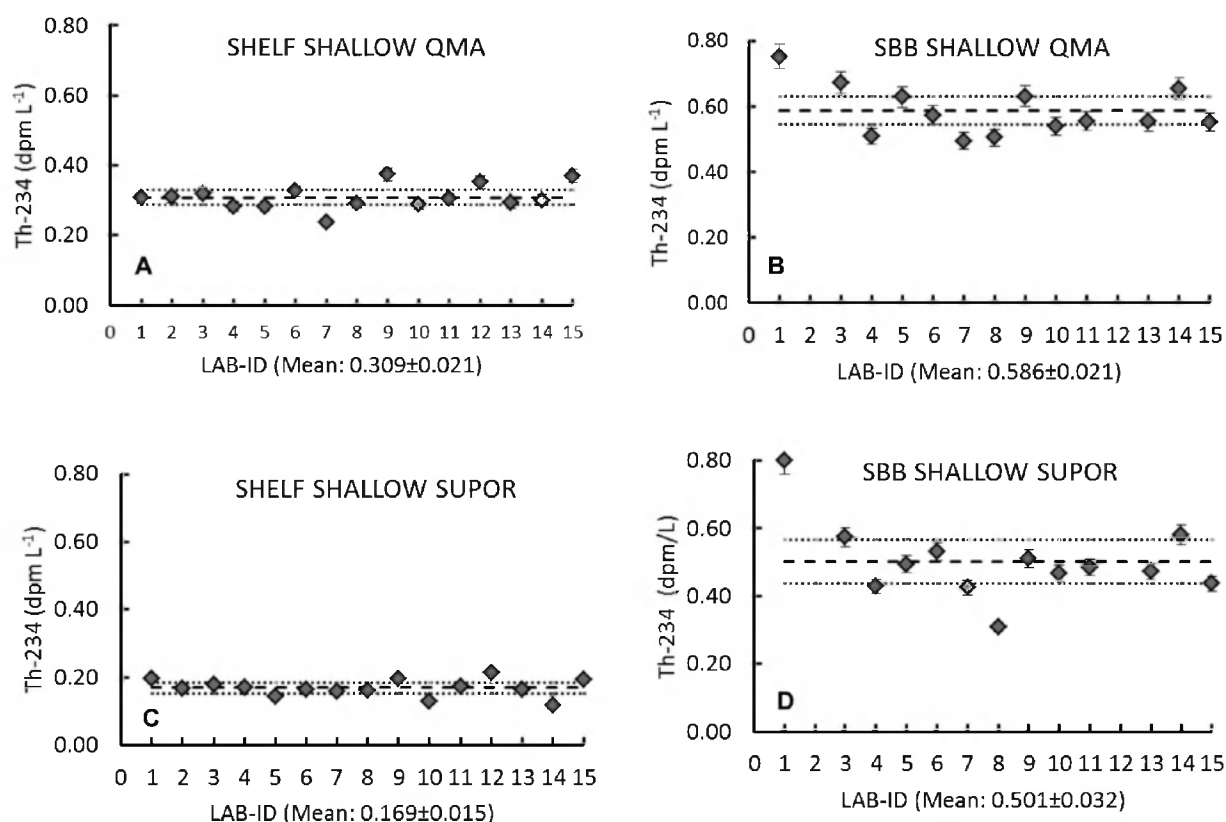 SHELF SHALLOW QMA
Th-234 (dpm L-1)
0.80
0.60
0.40
0.20
0.00
A
0 1 2 3 4 5 6 7 8 9 10 11 12 13 14 15
LAB-ID (Mean: 0.309±0.021)
SBB SHALLOW QMA
Th-234 (dpm L-1)
0.80
0.60
0.40
0.20
0.00
B
0 1 2 3 4 5 6 7 8 9 10 11 12 13 14 15
LAB-ID (Mean: 0.586±0.021)
SHELF SHALLOW SUPOR
Th-234 (dpm L-1)
0.80
0.60
0.40
0.20
0.00
C
0 1 2 3 4 5 6 7 8 9 10 11 12 13 14 15
LAB-ID (Mean: 0.169±0.015)
SBB SHALLOW SUPOR
Th-234 (dpm/L)
0.80
0.60
0.40
0.20
0.00
D
0 1 2 3 4 5 6 7 8 9 10 11 12 13 14 15
LAB-ID (Mean: 0.501±0.032)